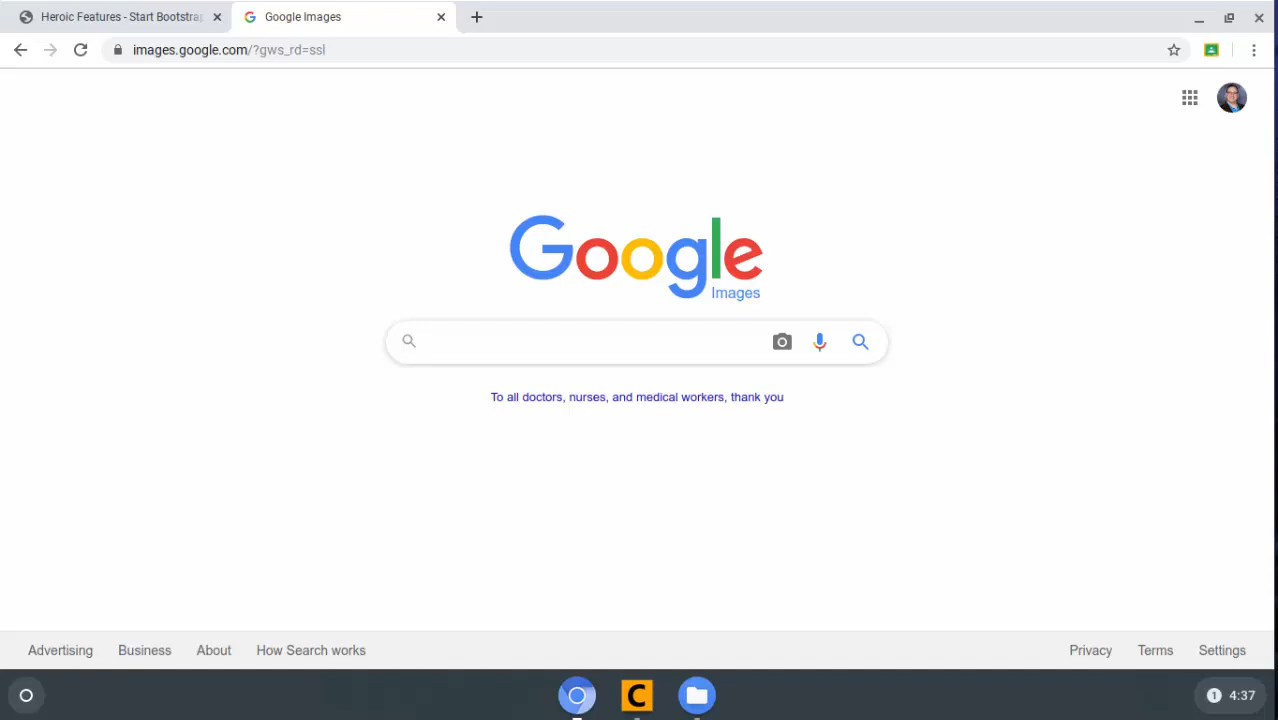 Heroic Features - Start Bootstrap
Google Images
images.google.com/?gws_rd=ssl
Google
Images
To all doctors, nurses, and medical workers, thank you
Advertising Business About How Search works Privacy Terms Settings
C
1 4:37